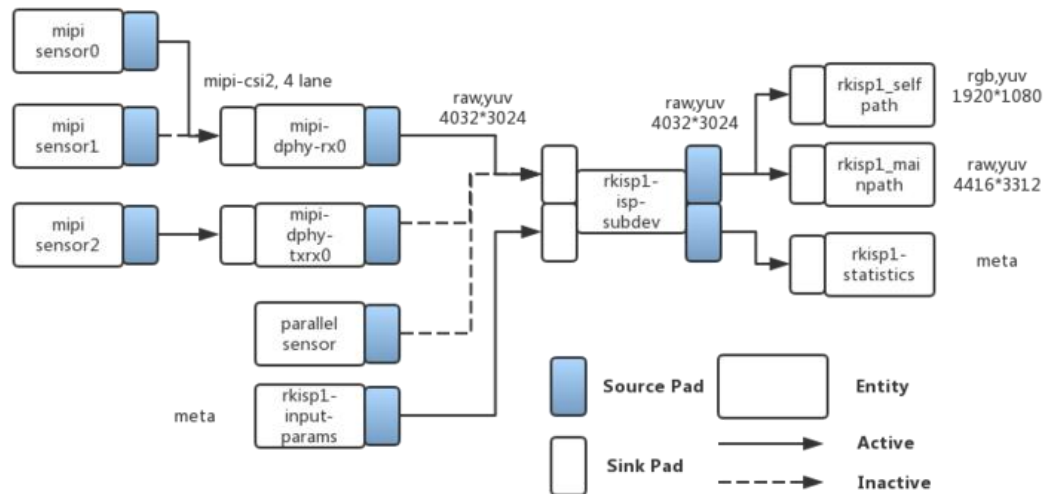 mipi
sensor0
mipi-csi2, 4 lane
mipi
sensor1
mipi-
dphy-rx0
raw,yuv
4032*3024
mipi
sensor2
mipi-
dphy-
txrx0
parallel
sensor
meta
rkisp1-
input-
params
rkisp1-
isp-
subdev
raw,yuv
4032*3024
rkisp1_self
path
rgb,yuv
1920*1080
rkisp1_mai
npath
raw,yuv
4416*3312
rkisp1-
statistics
meta
Source Pad
Entity
Sink Pad
Active
Inactive